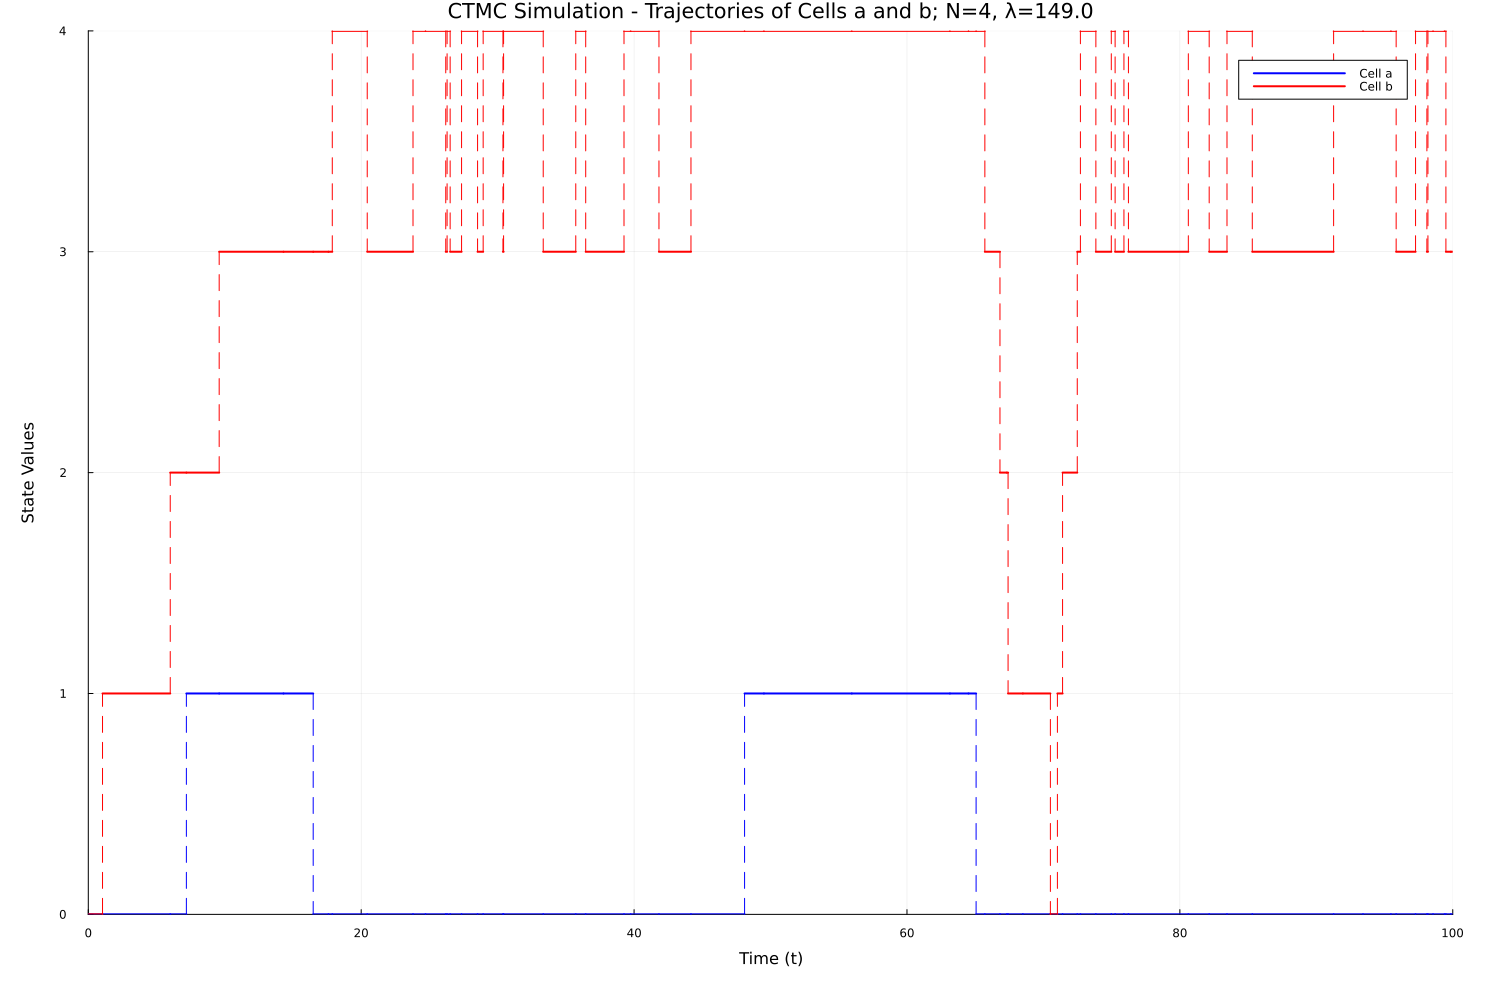 CTMC Simulation - Trajectories of Cells a and b; N=4, λ=149.0
4
Cell a
Cell b
3
State Values
2
1
0
0 20 40 60 80 100
Time (t)